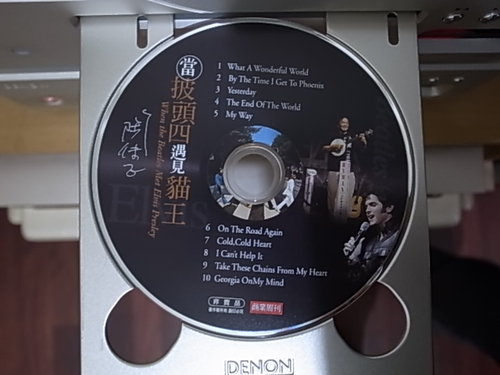 當
披頭四
遇見
貓王
When the Beatles Met Elvis Presley
1 What A Wonderful World
2 By The Time I Get To Phoenix
3 Yesterday
4 The End Of The World
5 My Way
Elvis
6 On The Road Again
7 Cold,Cold Heart
8 I Can't Help It
9 Take These Chains From My Heart
10 Georgia OnMy Mind
非賣品
商業周刊
DENON